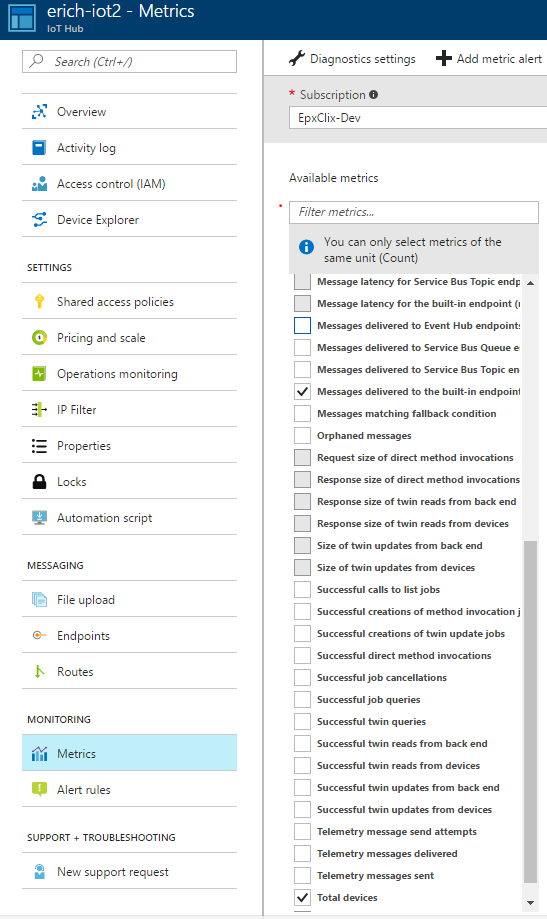 erich-iot2 - Metrics
IoT Hub
Search (Ctrl+/)
Overview
Activity log
Access control (IAM)
Device Explorer
SETTINGS
Shared access policies
Pricing and scale
Operations monitoring
IP Filter
Properties
Locks
Automation script
MESSAGING
File upload
Endpoints
Routes
MONITORING
Metrics
Alert rules
SUPPORT + TROUBLESHOOTING
New support request
Diagnostics settings
Add metric alert
* Subscription
EpxClix-Dev
Available metrics
*
Filter metrics...
You can only select metrics of the
same unit (Count)
Message latency for Service Bus Topic endp
Message latency for the built-in endpoint (
Messages delivered to Event Hub endpoints
Messages delivered to Service Bus Queue e
Messages delivered to Service Bus Topic en
Messages delivered to the built-in endpoint
Messages matching fallback condition
Orphaned messages
Request size of direct method invocations
Response size of direct method invocations
Response size of twin reads from back end
Response size of twin reads from devices
Size of twin updates from back end
Size of twin updates from devices
Successful calls to list jobs
Successful creations of method invocation j
Successful creations of twin update jobs
Successful direct method invocations
Successful job cancellations
Successful job queries
Successful twin queries
Successful twin reads from back end
Successful twin reads from devices
Successful twin updates from back end
Successful twin updates from devices
Telemetry message send attempts
Telemetry messages delivered
Telemetry messages sent
Total devices